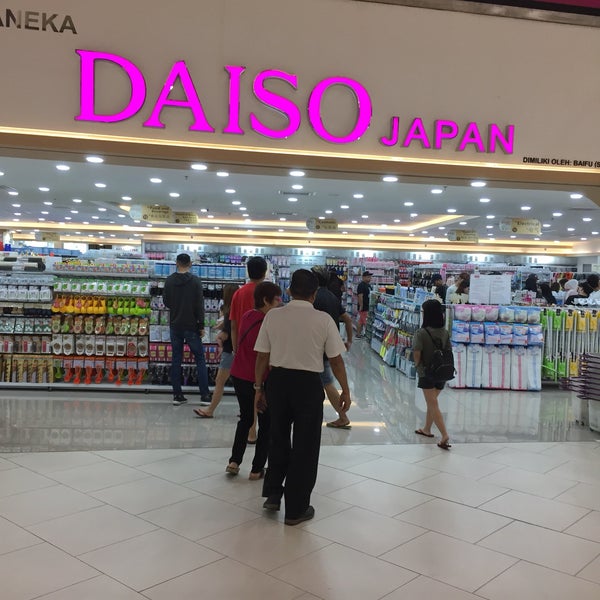 ANEKA
DAISO JAPAN
DIMILIKI OLEH: BAIFU (S